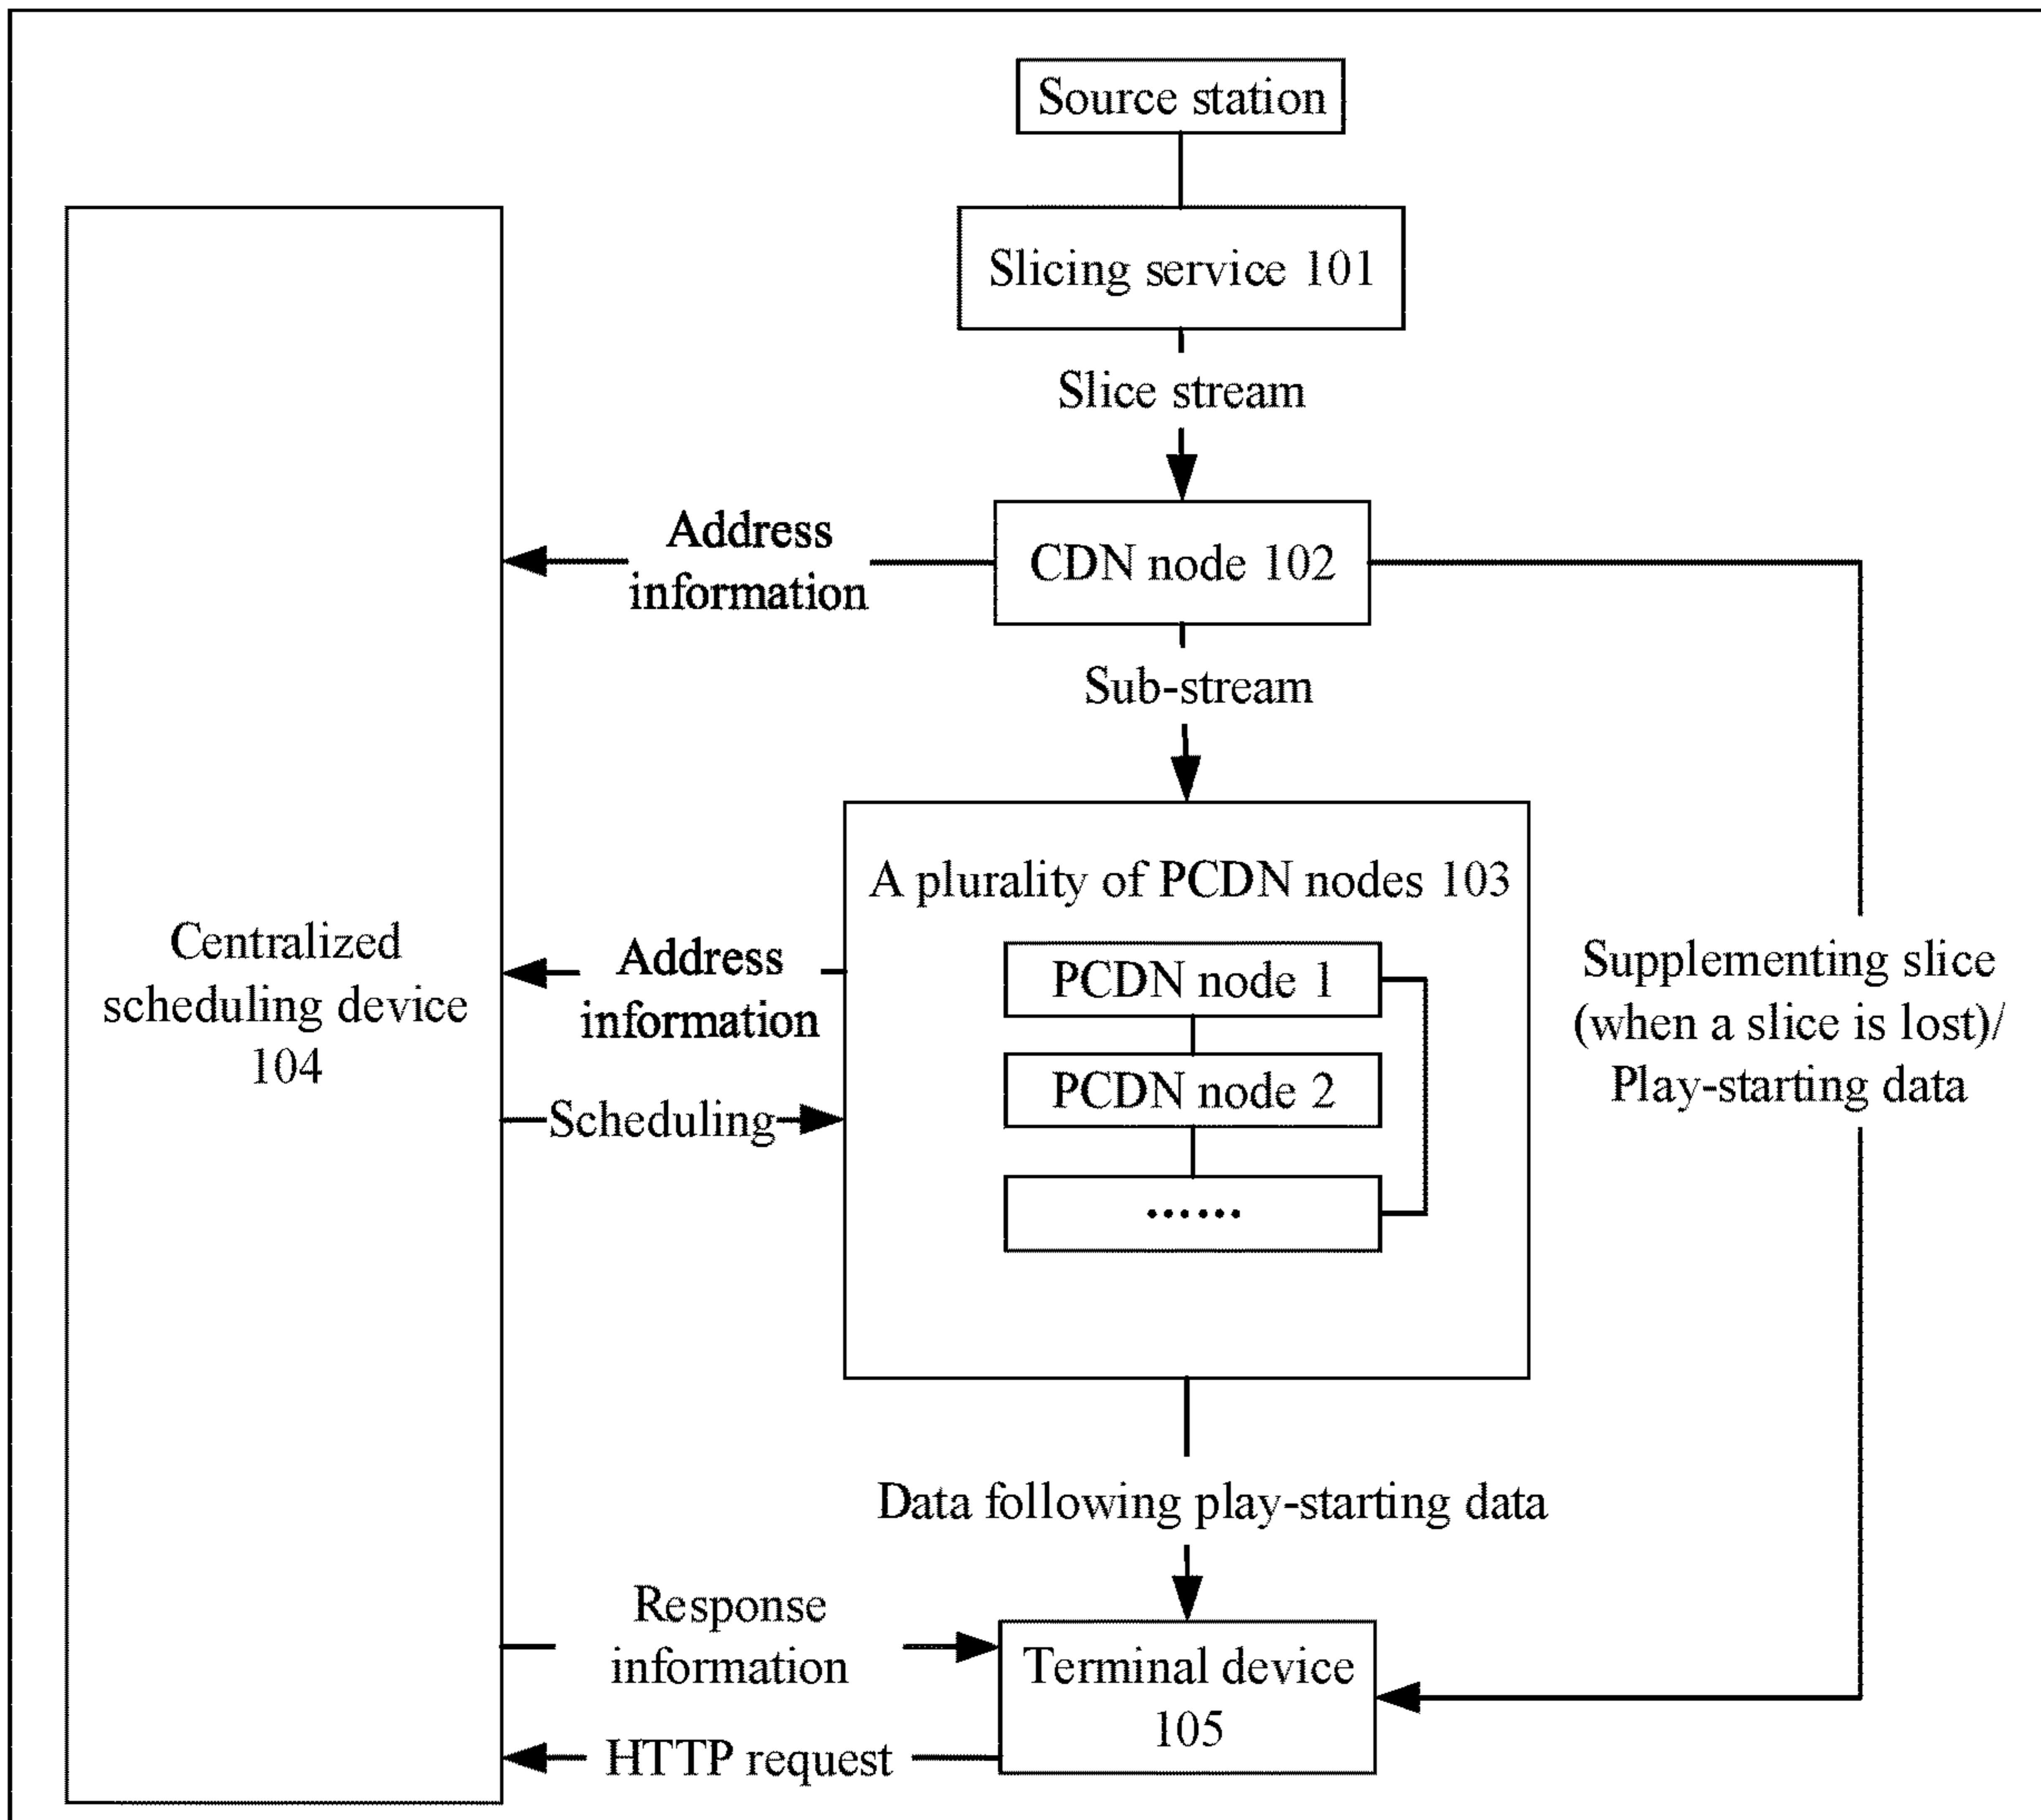 Source station
Slicing service 101
Slice stream
Address
information
CDN node 102
Sub-stream
A plurality of PCDN nodes 103
Centralized
scheduling device
104
Address
information
PCDN node 1
PCDN node 2
......
Scheduling
Supplementing slice
(when a slice is lost)/
Play-starting data
Data following play-starting data
Response
information
Terminal device
105
HTTP request